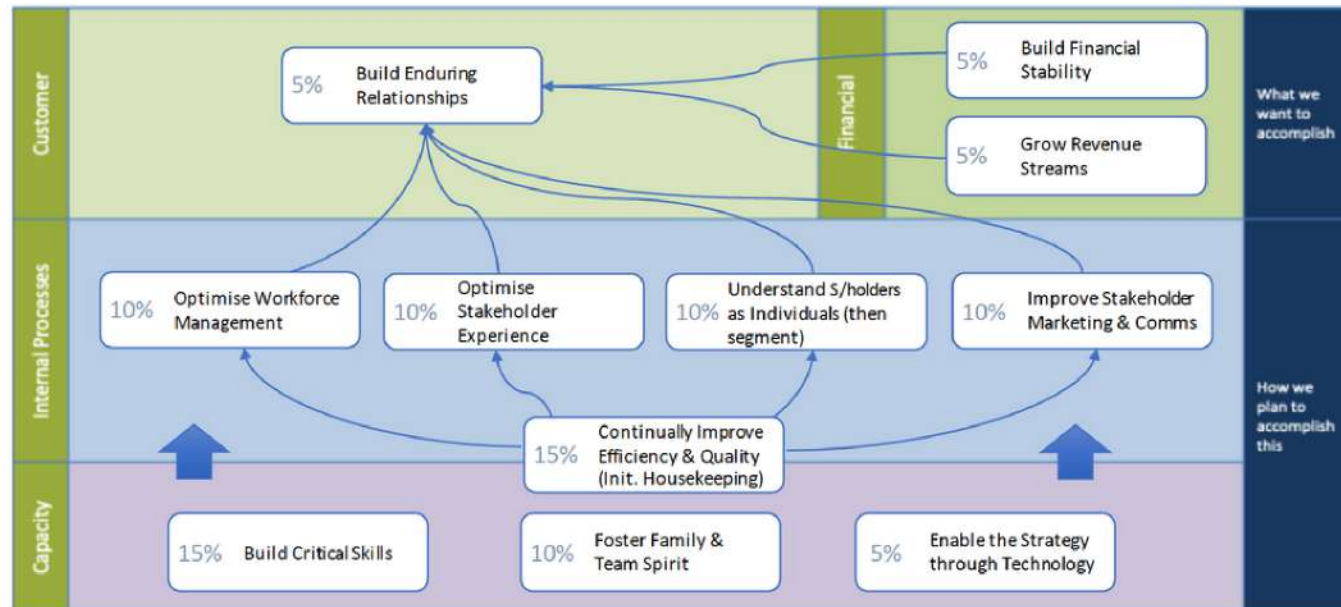 Customer
5%
Build Enduring
Relationships
Financial
5%
Build Financial
Stability
5%
Grow Revenue
Streams
What we
want to
accomplish
Internal Processes
10%
Optimise Workforce
Management
10%
Optimise
Stakeholder
Experience
10%
Understand S/holders
as Individuals (then
segment)
10%
Improve Stakeholder
Marketing & Comms
15%
Continually Improve
Efficiency & Quality
(Init. Housekeeping)
How we
plan to
accomplish
this
Capacity
15%
Build Critical Skills
10%
Foster Family &
Team Spirit
5%
Enable the Strategy
through Technology